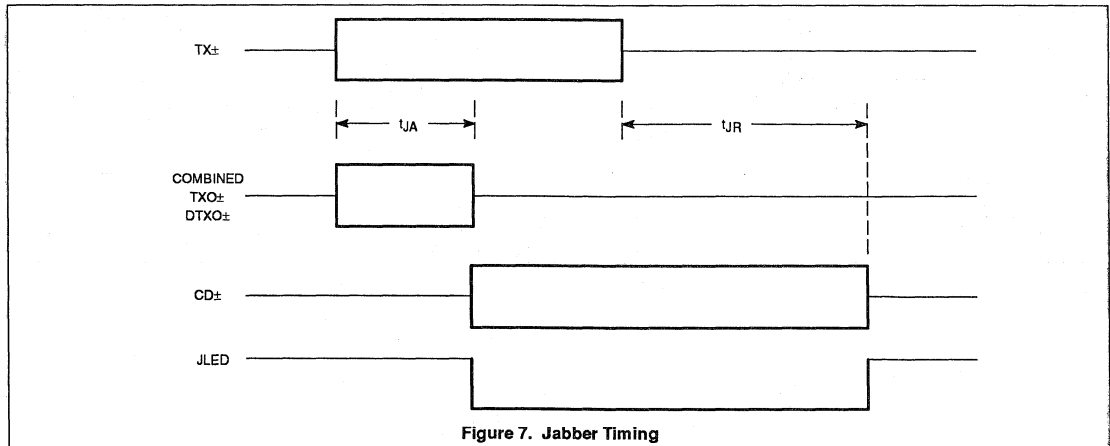 TX±
tJA
tJR
COMBINED
TXO±
DTXO±
CD±
JLED
Figure 7. Jabber Timing